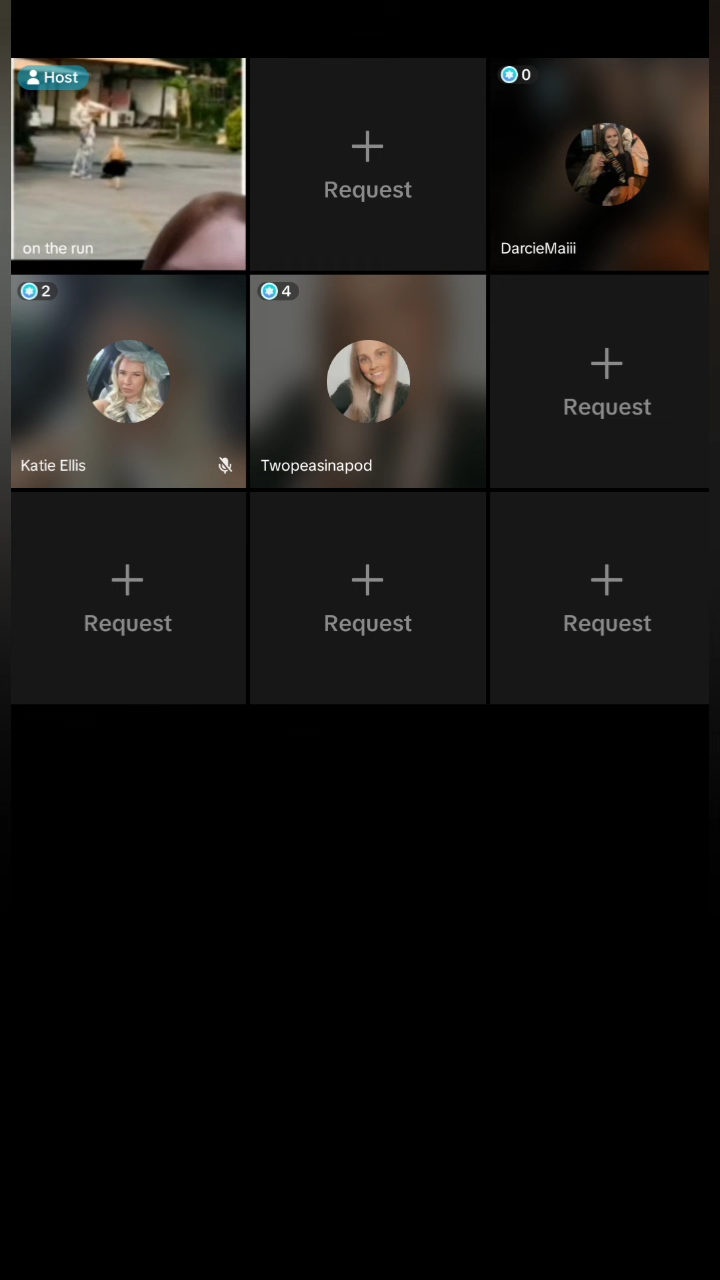 Host
0
Request
on the run
DarcieMaiii
2
4
Request
Katie Ellis
Twopeasinapod
Request
Request
Request